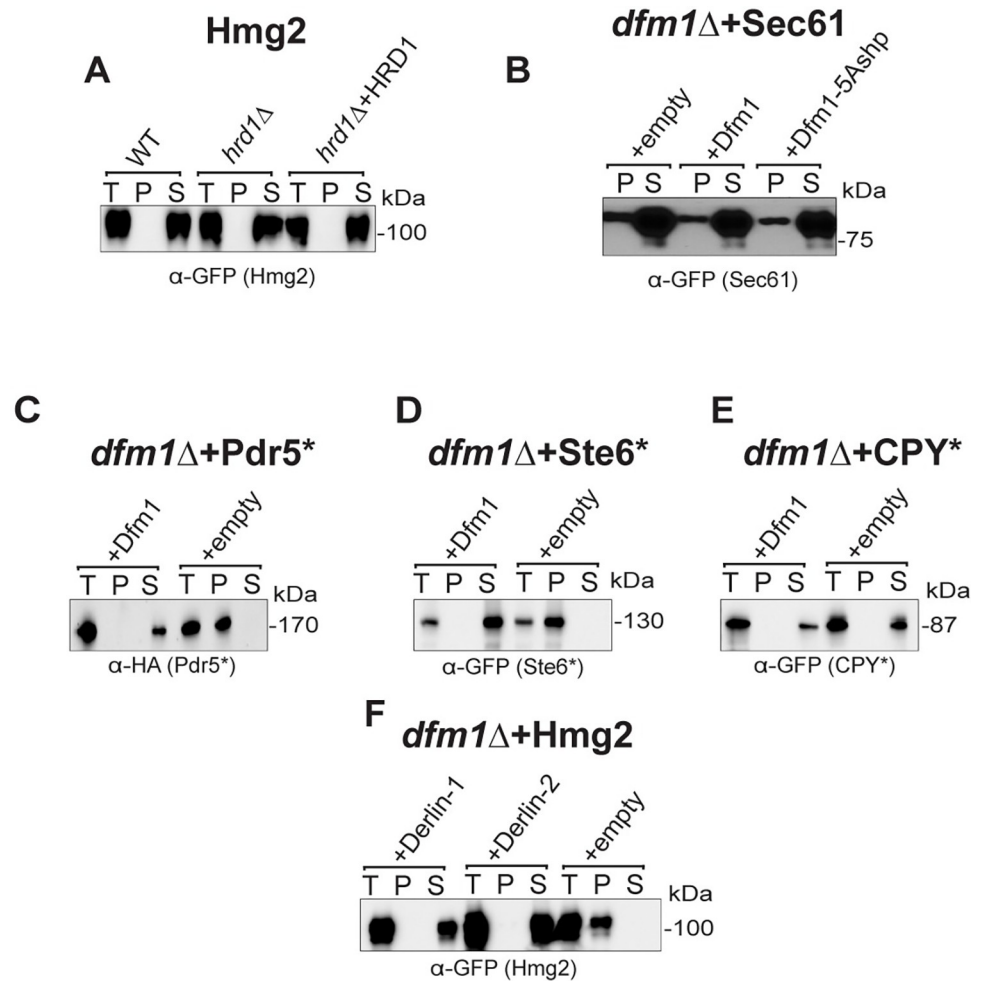 Hmg2
A
WT
hrd1Δ
hrd1Δ+HRD1
T P S T P S T P S
kDa
-100
α-GFP (Hmg2)
dfm1Δ+Sec61
B
+empty
+Dfm1
+Dfm1-5Ashp
P S P S P S
kDa
-75
α-GFP (Sec61)
C
dfm1Δ+Pdr5*
+Dfm1
+empty
T P S T P S
kDa
-170
α-HA (Pdr5*)
D
dfm1Δ+Ste6*
+Dfm1
+empty
T P S T P S
kDa
-130
α-GFP (Ste6*)
E
dfm1Δ+CPY*
+Dfm1
+empty
T P S T P S
kDa
-87
α-GFP (CPY*)
F
dfm1Δ+Hmg2
+Derlin-1
+Derlin-2
+empty
T P S T P S T P S
kDa
-100
α-GFP (Hmg2)